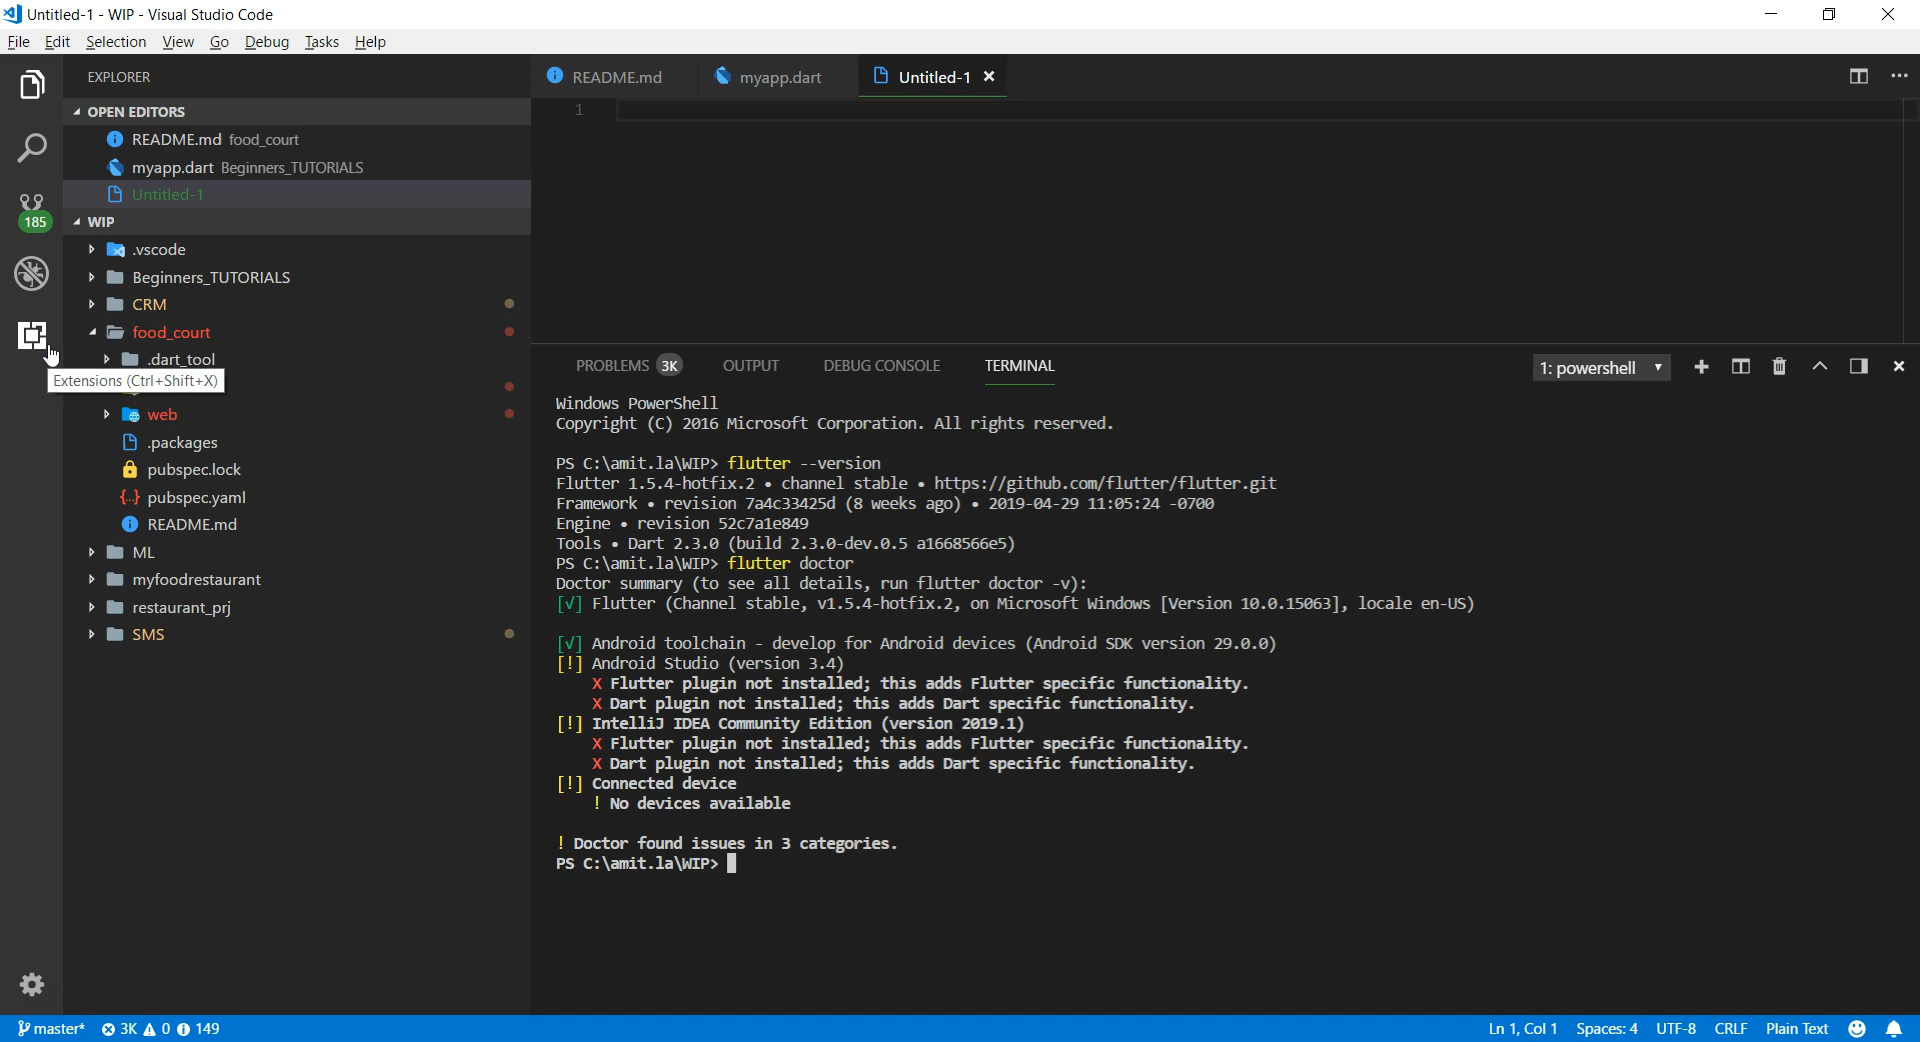 Untitled-1 - WIP - Visual Studio Code
File Edit Selection View Go Debug Tasks Help
EXPLORER
OPEN EDITORS
README.md food_court
myapp.dart Beginners_TUTORIALS
Untitled-1
WIP
.vscode
Beginners_TUTORIALS
CRM
food_court
.dart_tool
Extensions (Ctrl+Shift+X)
web
.packages
pubspec.lock
{..} pubspec.yaml
README.md
ML
myfoodrestaurant
restaurant_prj
SMS
185
README.md myapp.dart Untitled-1
1
PROBLEMS 3K OUTPUT DEBUG CONSOLE TERMINAL 1: powershell
Windows PowerShell
Copyright (C) 2016 Microsoft Corporation. All rights reserved.
PS C:\amit.la\WIP> flutter --version
Flutter 1.5.4-hotfix.2 • channel stable • https://github.com/flutter/flutter.git
Framework • revision 7a4c33425d (8 weeks ago) • 2019-04-29 11:05:24 -0700
Engine • revision 52c7a1e849
Tools • Dart 2.3.0 (build 2.3.0-dev.0.5 a1668566e5)
PS C:\amit.la\WIP> flutter doctor
Doctor summary (to see all details, run flutter doctor -v):
[√] Flutter (Channel stable, v1.5.4-hotfix.2, on Microsoft Windows [Version 10.0.15063], locale en-US)
[√] Android toolchain - develop for Android devices (Android SDK version 29.0.0)
[!] Android Studio (version 3.4)
X Flutter plugin not installed; this adds Flutter specific functionality.
X Dart plugin not installed; this adds Dart specific functionality.
[!] IntelliJ IDEA Community Edition (version 2019.1)
X Flutter plugin not installed; this adds Flutter specific functionality.
X Dart plugin not installed; this adds Dart specific functionality.
[!] Connected device
! No devices available
! Doctor found issues in 3 categories.
PS C:\amit.la\WIP>
master* 3K 0 149 Ln 1, Col 1 Spaces: 4 UTF-8 CRLF Plain Text